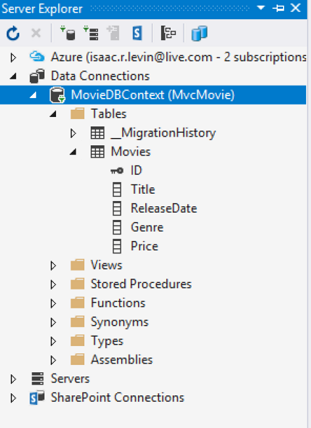 Server Explorer
Azure (isaac.r.levin@live.com - 2 subscriptions
Data Connections
MovieDBContext (MvcMovie)
Tables
__MigrationHistory
Movies
ID
Title
ReleaseDate
Genre
Price
Views
Stored Procedures
Functions
Synonyms
Types
Assemblies
Servers
SharePoint Connections